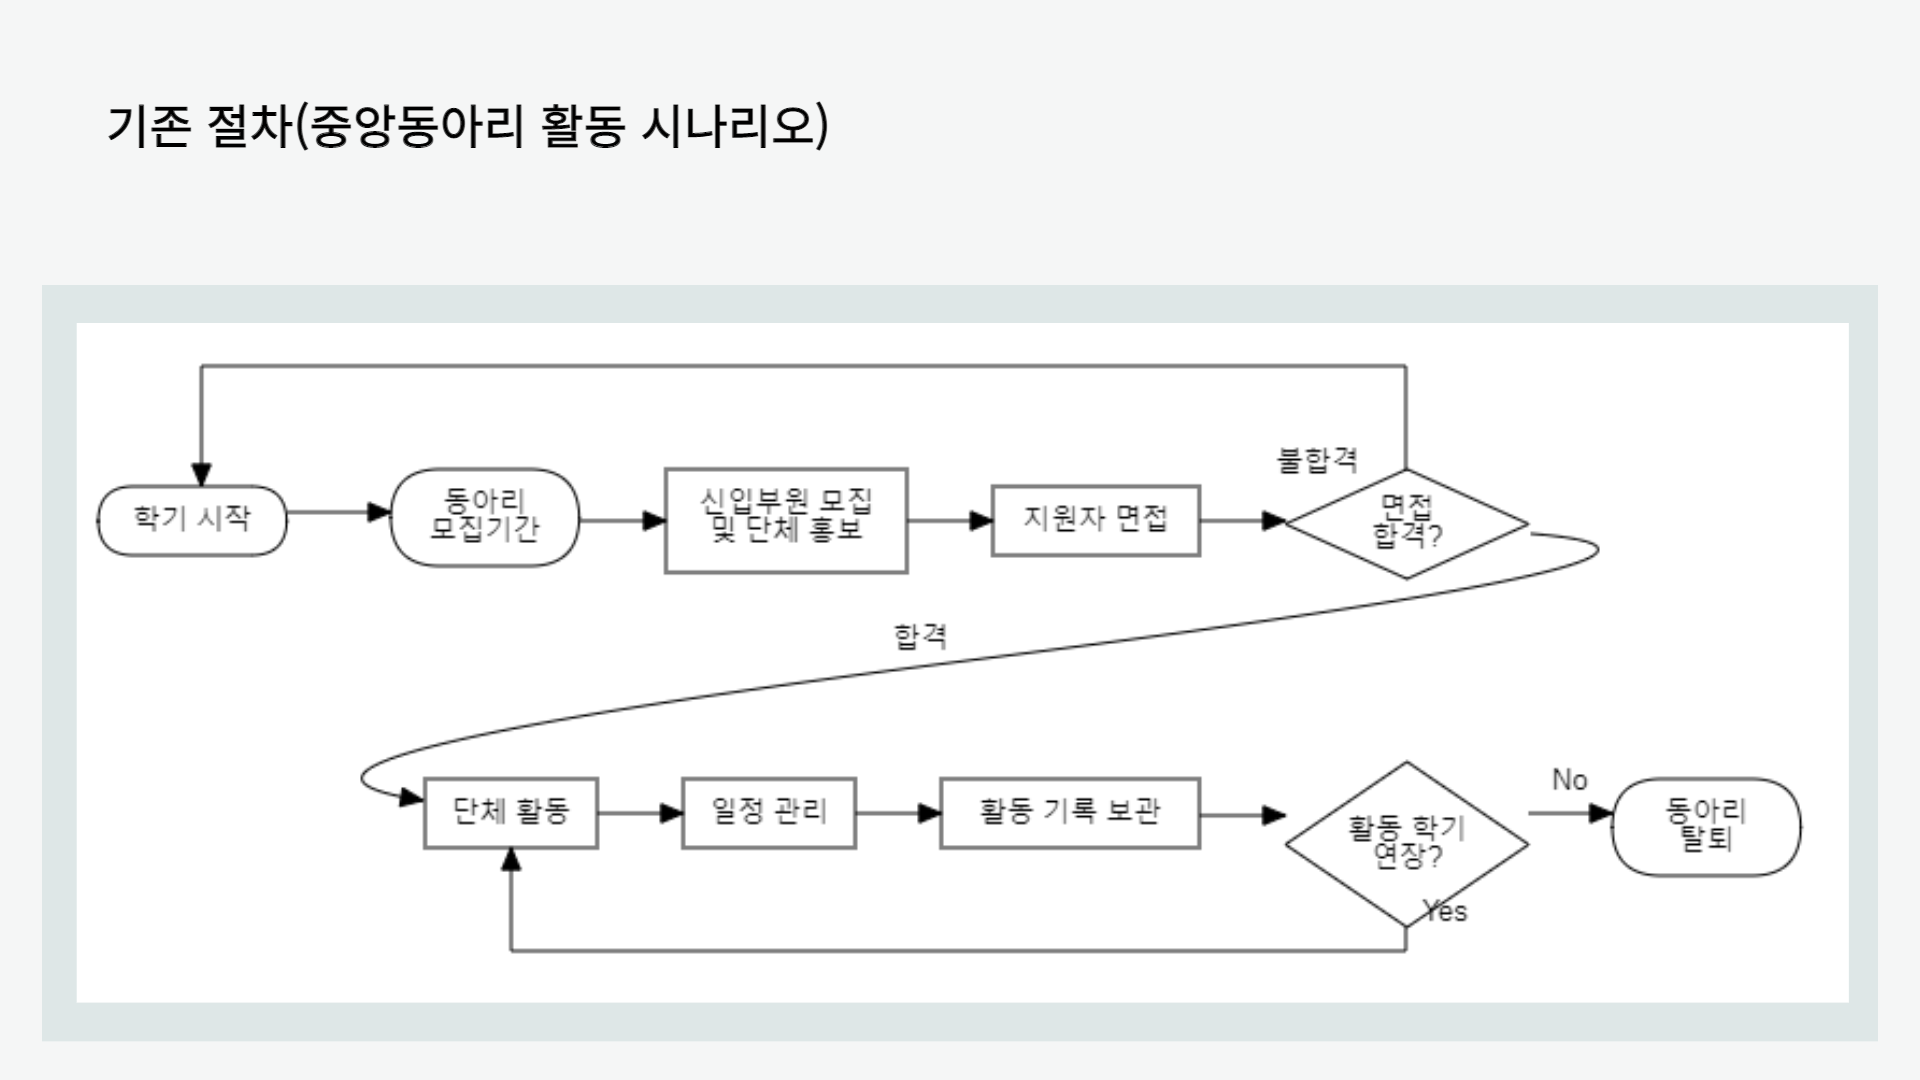 기존 절차(중앙동아리 활동 시나리오)
불합격
학기 시작
동아리
모집기간
신입부원 모집
및 단체 홍보
지원자 면접
면접
합격?
합격
단체 활동
일정 관리
활동 기록 보관
활동 학기
연장?
Yes
No
동아리
탈퇴